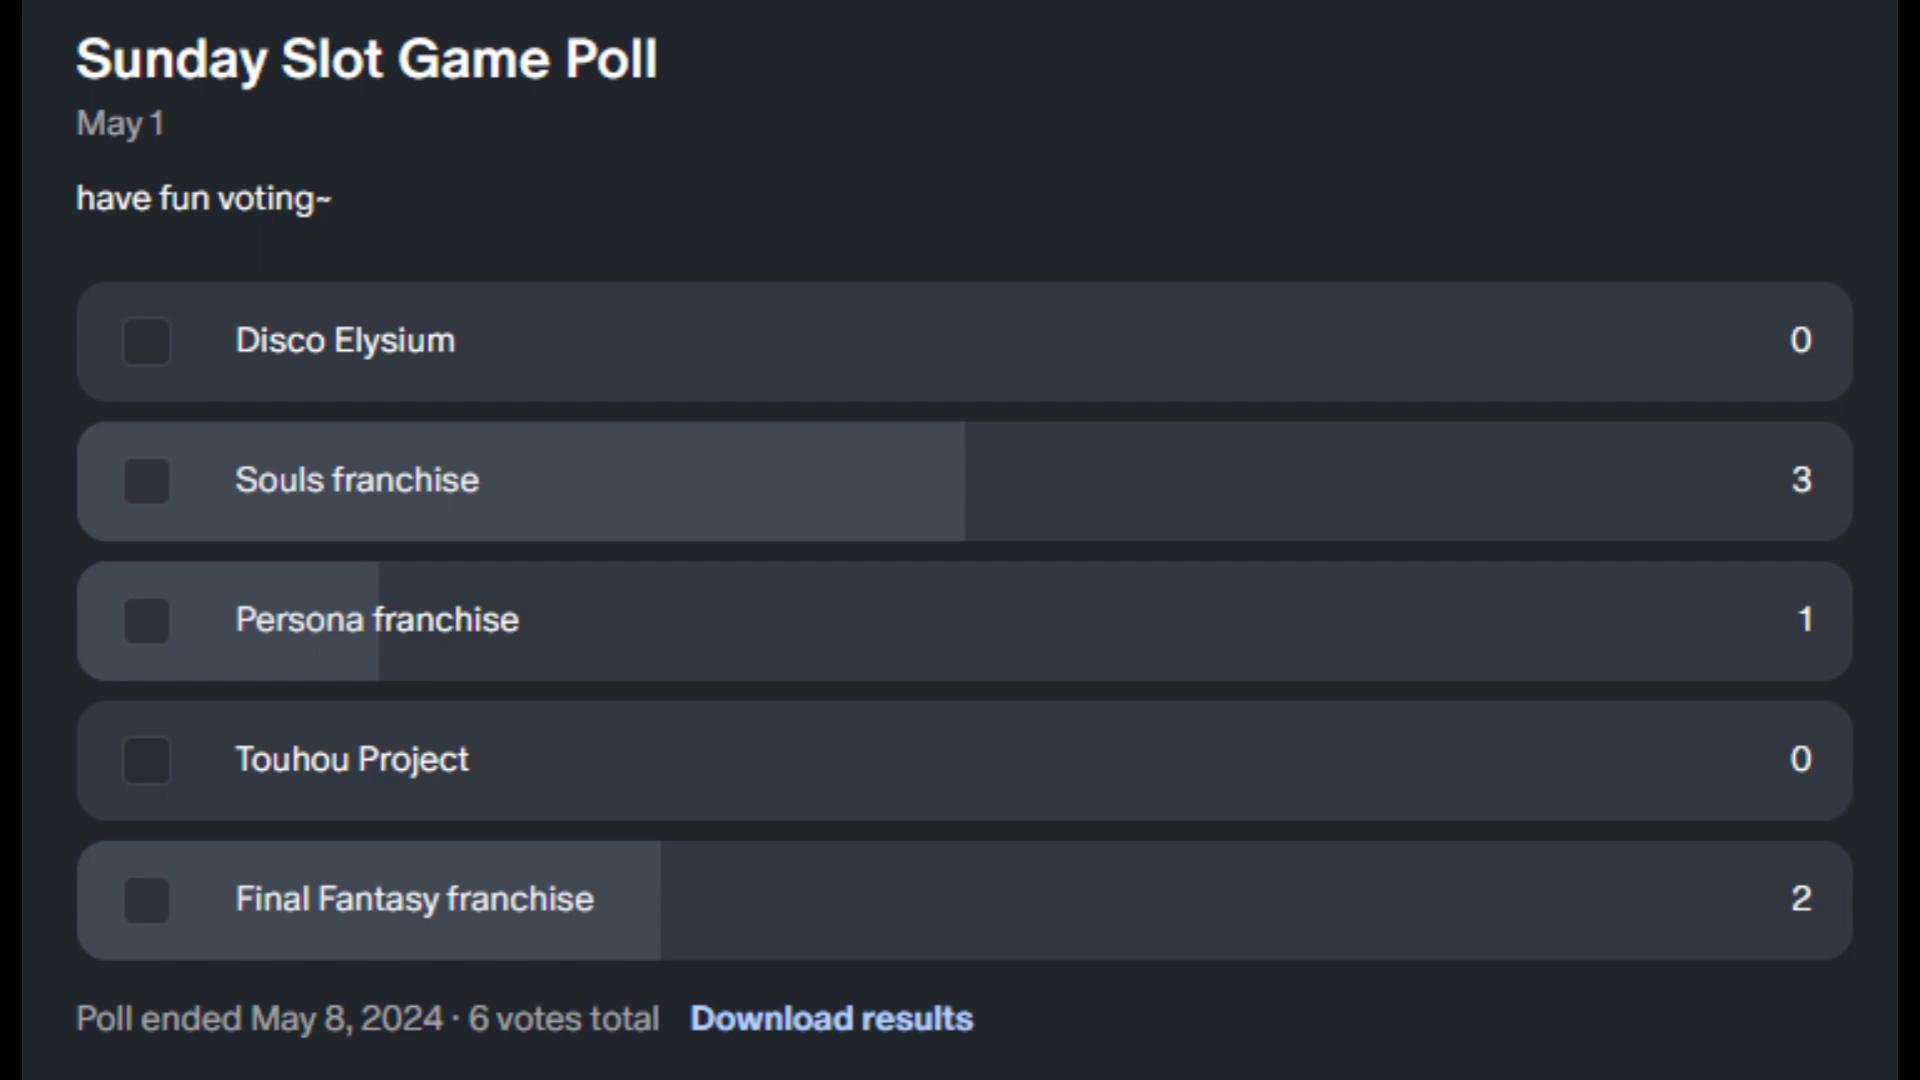 Sunday Slot Game Poll
May 1
have fun voting~
Disco Elysium 0
Souls franchise 3
Persona franchise 1
Touhou Project 0
Final Fantasy franchise 2
Poll ended May 8, 2024 · 6 votes total Download results